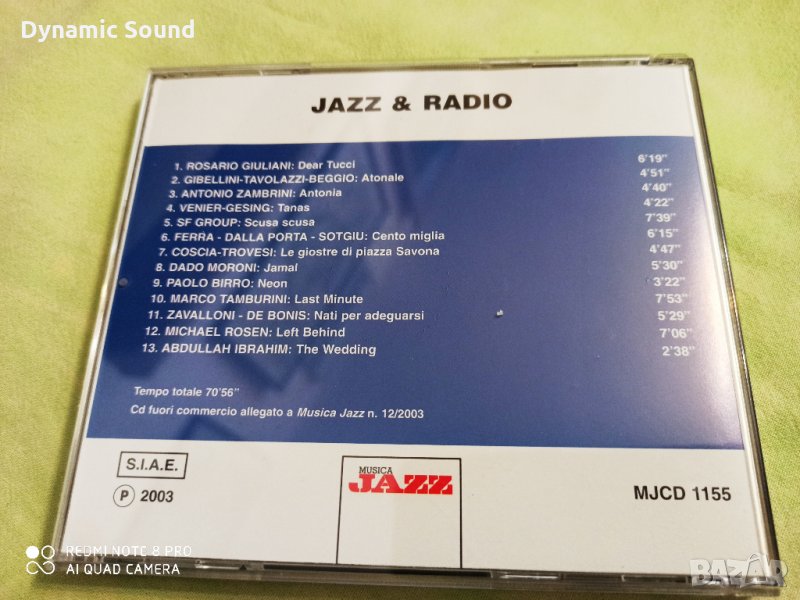 Dynamic Sound
JAZZ & RADIO
1. ROSARIO GIULIANI: Dear Tucci 6'19"
2. GIBELLINI-TAVOLAZZI-BEGGIO: Atonale 4'51"
3. ANTONIO ZAMBRINI: Antonia 4'40"
4. VENIER-GESING: Tanas 4'22"
5. SF GROUP: Scusa scusa 7'39"
6. FERRA - DALLA PORTA - SOTGIU: Cento miglia 6'15"
7. COSCIA-TROVESI: Le giostre di piazza Savona 4'47"
8. DADO MORONI: Jamal 5'30"
9. PAOLO BIRRO: Neon 3'22"
10. MARCO TAMBURINI: Last Minute 7'53"
11. ZAVALLONI - DE BONIS: Nati per adeguarsi 5'29"
12. MICHAEL ROSEN: Left Behind 7'06"
13. ABDULLAH IBRAHIM: The Wedding 2'38"
Tempo totale 70'56"
Cd fuori commercio allegato a Musica Jazz n. 12/2003
S.I.A.E.
℗ 2003
MUSICA
JAZZ
MJCD 1155
REDMI NOTE 8 PRO
AI QUAD CAMERA
BAZAR